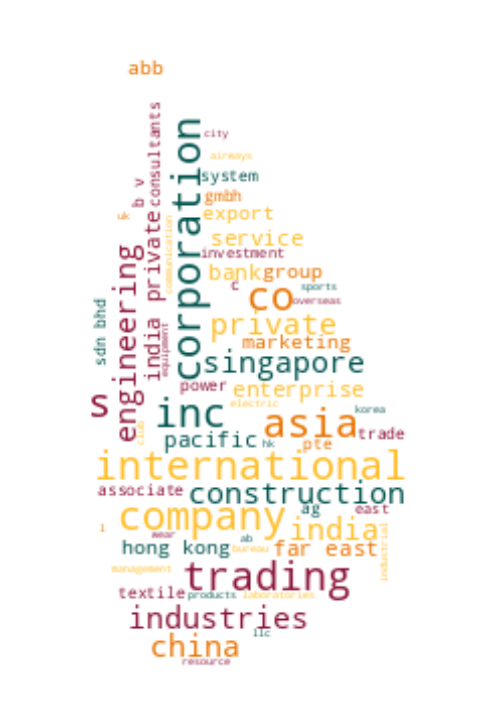 abb
city
corporation
consultants
airways
system
b v
gmbh
uk
export
private
communication
service
engineering
investment
bank group
c
sports
co
overseas
india
sdn bhd
private
equipment
marketing
singapore
power
enterprise
s
electric
inc
korea
asia
club
trade
pacific
hk
pte
international
associate
construction
ag
east
company
l
india
wear
ab
hong kong
bureau
far east
industrial
management
trading
textile
products
laboratories
industries
llc
china
resource